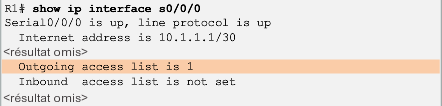 R1# show ip interface s0/0/0
Serial0/0/0 is up, line protocol is up
Internet address is 10.1.1.1/30
<résultat omis>
Outgoing access list is 1
Inbound access list is not set
<résultat omis>